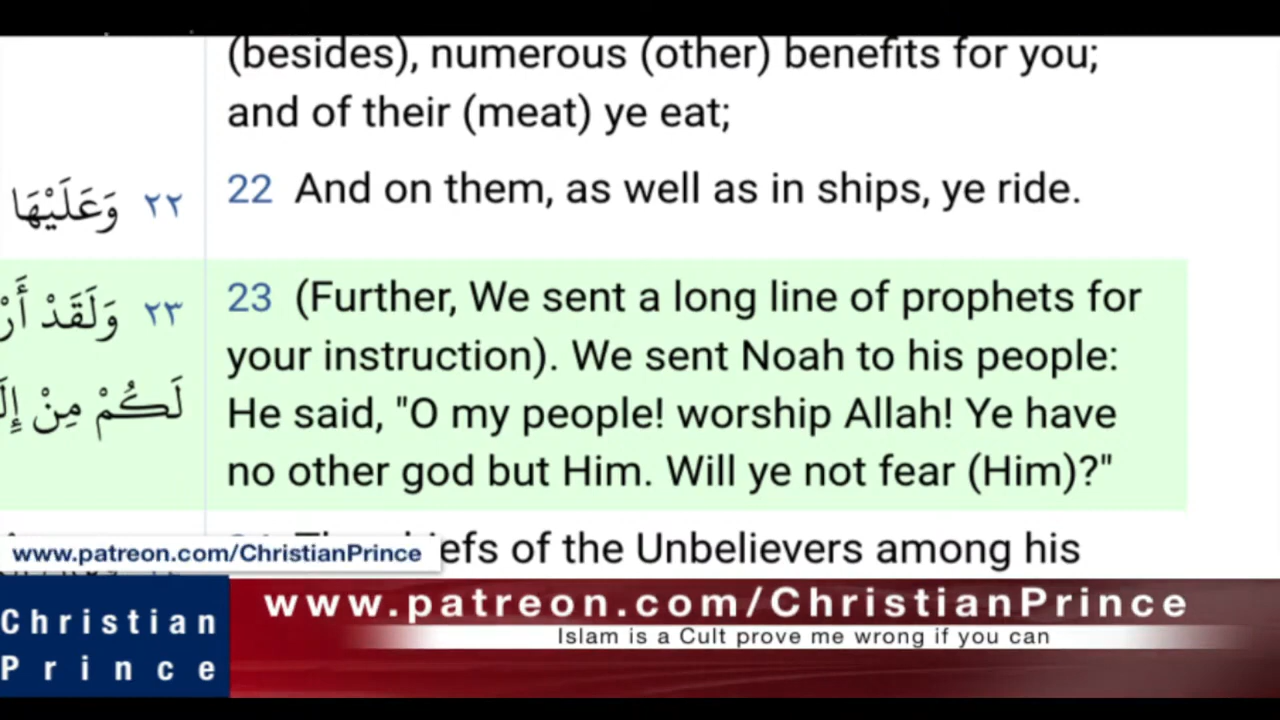 (besides), numerous (other) benefits for you;
and of their (meat) ye eat;
٢٢ وَعَلَيْهَا
22 And on them, as well as in ships, ye ride.
٢٣ وَلَقَدْ
23 (Further, We sent a long line of prophets for
your instruction). We sent Noah to his people:
He said, "O my people! worship Allah! Ye have
لَكُمْ مِنْ
no other god but Him. Will ye not fear (Him)?"
efs of the Unbelievers among his
www.patreon.com/ChristianPrince
Christian
Prince
www.patreon.com/ChristianPrince
Islam is a Cult prove me wrong if you can